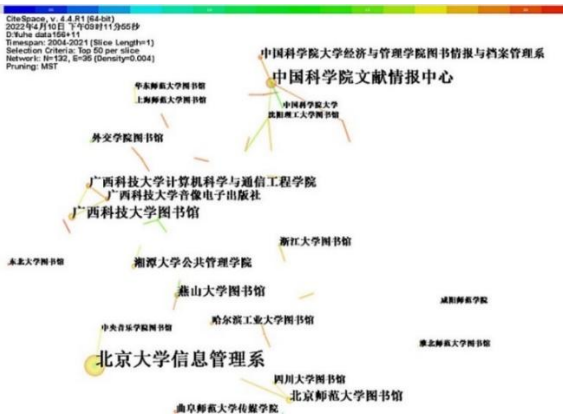 CiteSpace, v. 4.4.R1 (64-bit)
2022年4月10日 下午09时11分55秒
D:\fuhe data156+11
Timespan: 2004-2021 (Slice Length=1)
Selection Criteria: Top 50 per slice
Network: N=132, E=35 (Density=0.004)
Pruning: MST
中国科学院大学经济与管理学院图书情报与档案管理系
中国科学院文献情报中心
华东师范大学图书馆
上海师范大学图书馆
中国科学院大学
沈阳理工大学图书馆
外交学院图书馆
广西科技大学计算机科学与通信工程学院
广西科技大学音像电子出版社
广西科技大学图书馆
浙江大学图书馆
东北大学图书馆
湘潭大学公共管理学院
燕山大学图书馆
咸阳师范学院
哈尔滨工业大学图书馆
中央音乐学院图书馆
淮北师范大学图书馆
北京大学信息管理系
四川大学图书馆
北京师范大学图书馆
曲阜师范大学传媒学院